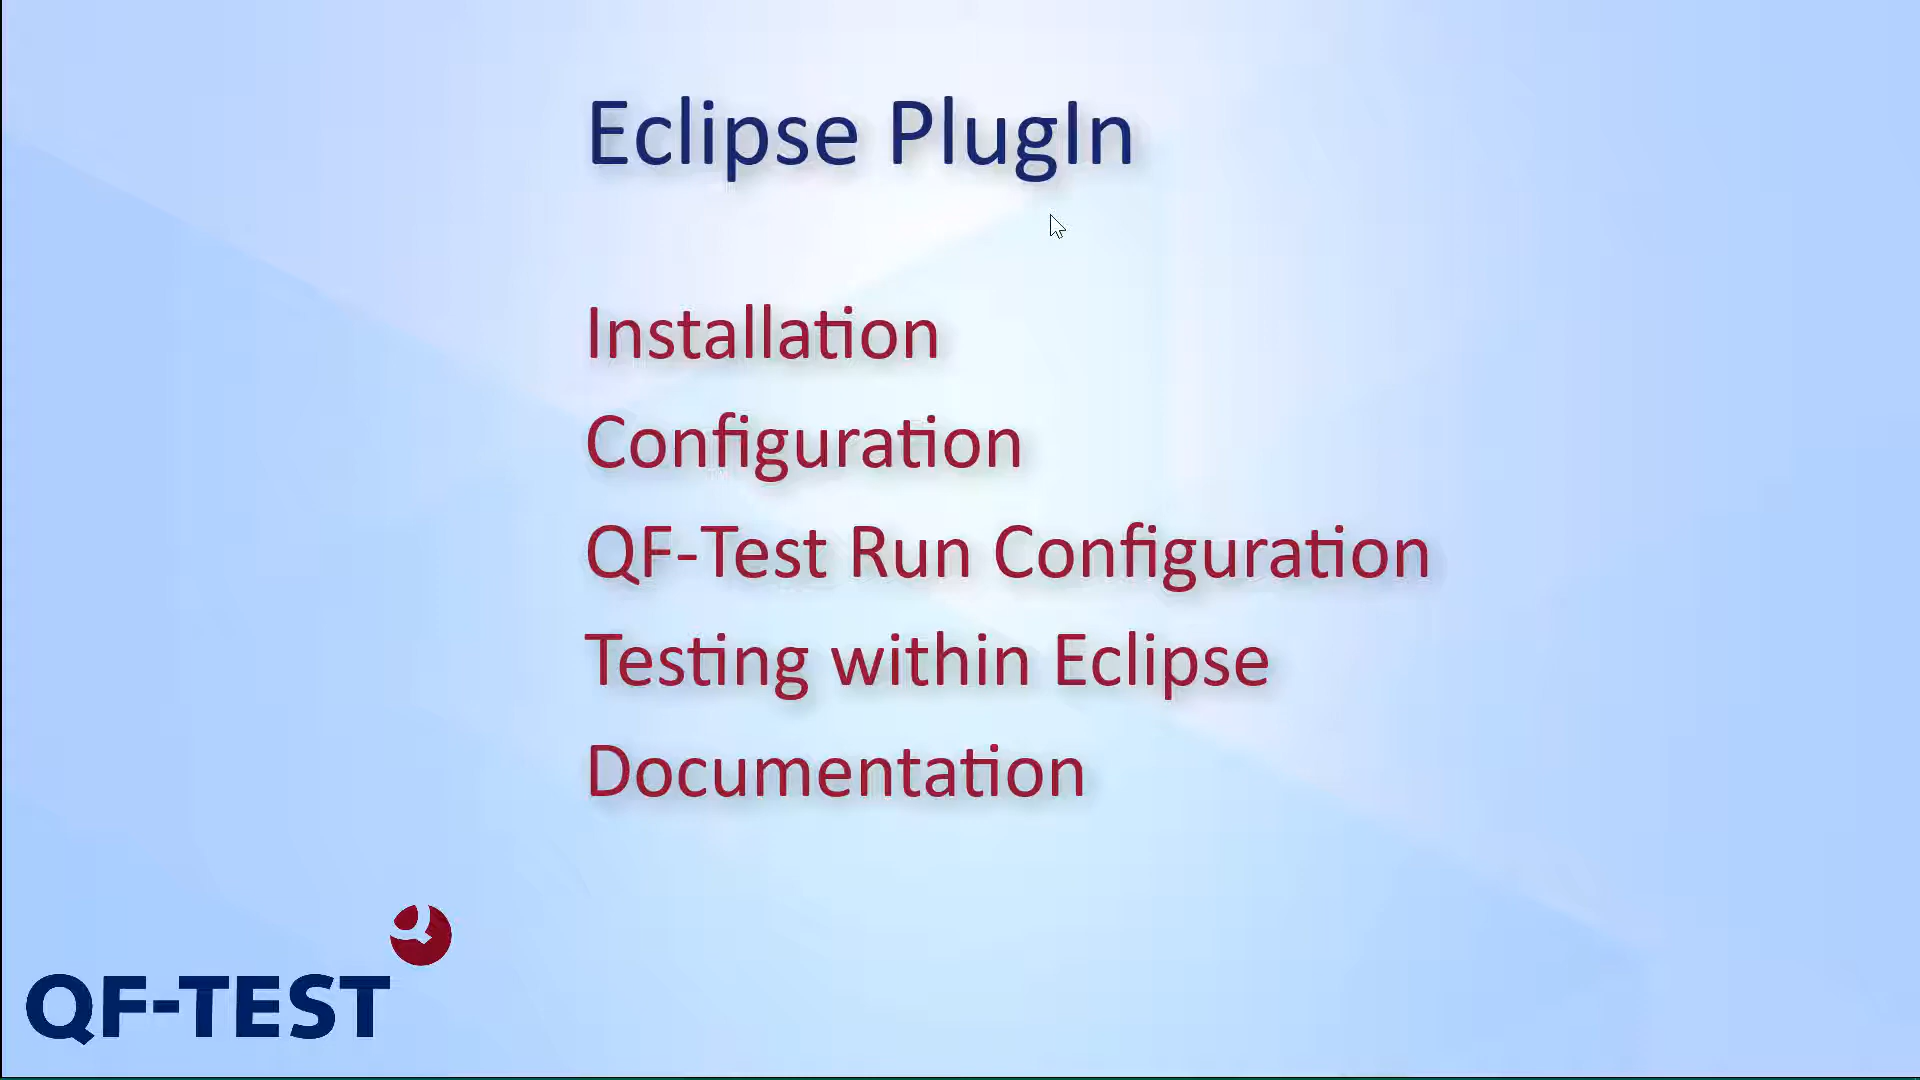 Eclipse PlugIn
Installation
Configuration
QF-Test Run Configuration
Testing within Eclipse
Documentation
QF-TEST